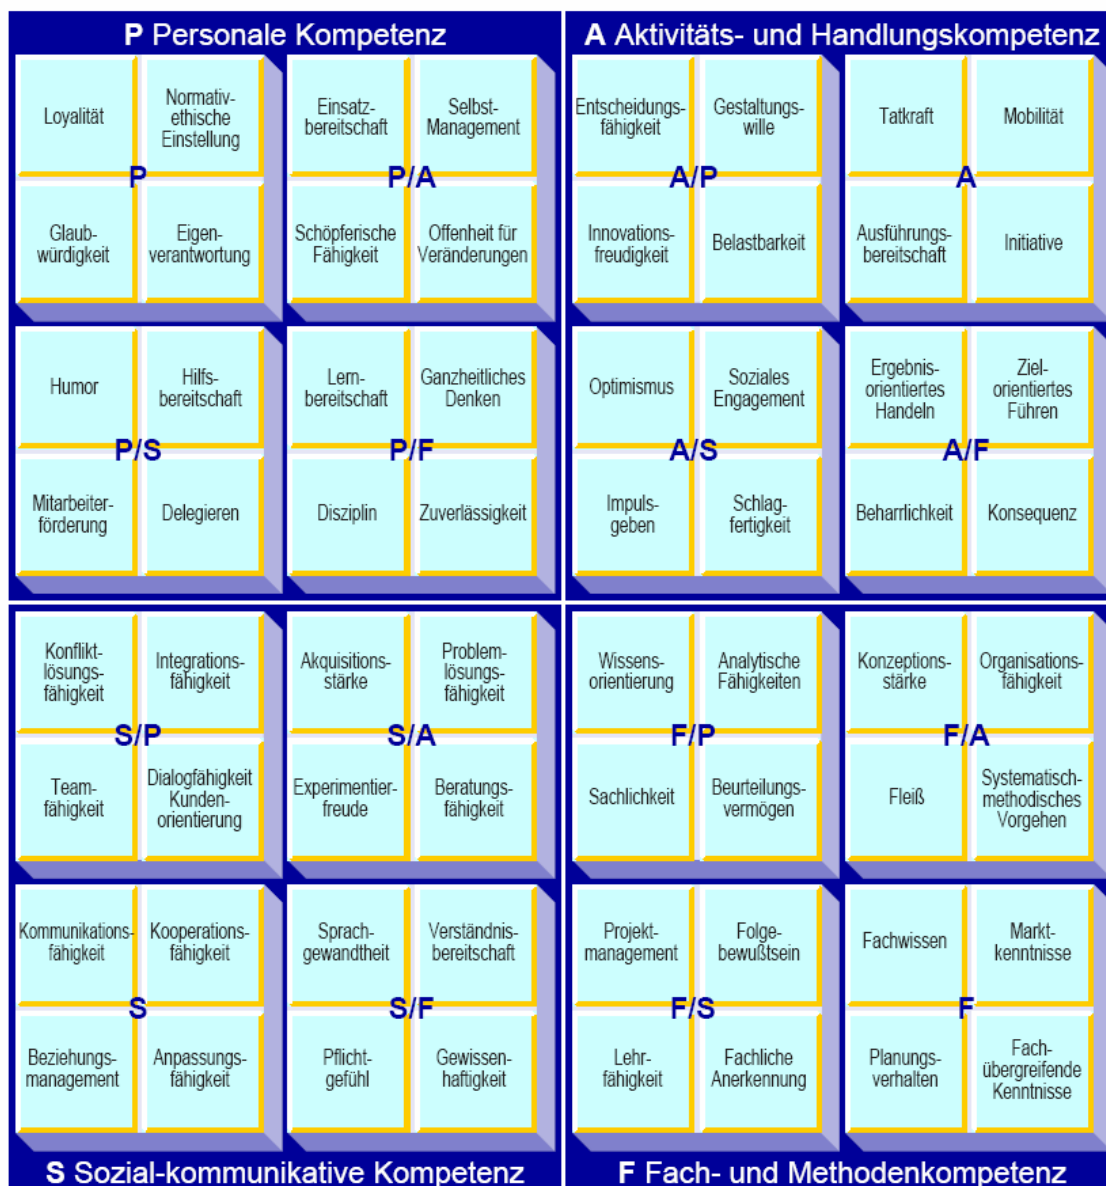 P Personale Kompetenz
Loyalität
Normativ-
ethische
Einstellung
P
Glaub-
würdigkeit
Eigen-
verantwortung
Einsatz-
bereitschaft
Selbst-
Management
P/A
Schöpferische
Fähigkeit
Offenheit für
Veränderungen
Humor
Hilfs-
bereitschaft
P/S
Mitarbeiter-
förderung
Delegieren
Lern-
bereitschaft
Ganzheitliches
Denken
P/F
Disziplin
Zuverlässigkeit
A Aktivitäts- und Handlungskompetenz
Entscheidungs-
fähigkeit
Gestaltungs-
wille
A/P
Innovations-
freudigkeit
Belastbarkeit
Tatkraft
Mobilität
A
Ausführungs-
bereitschaft
Initiative
Optimismus
Soziales
Engagement
A/S
Impuls-
geben
Schlag-
fertigkeit
Ergebnis-
orientiertes
Handeln
Ziel-
orientiertes
Führen
A/F
Beharrlichkeit
Konsequenz
Konflikt-
lösungs-
fähigkeit
Integrations-
fähigkeit
S/P
Team-
fähigkeit
Dialogfähigkeit
Kunden-
orientierung
Akquisitions-
stärke
Problem-
lösungs-
fähigkeit
S/A
Experimentier-
freude
Beratungs-
fähigkeit
Kommunikations-
fähigkeit
Kooperations-
fähigkeit
S
Beziehungs-
management
Anpassungs-
fähigkeit
Sprach-
gewandtheit
Verständnis-
bereitschaft
S/F
Pflicht-
gefühl
Gewissen-
haftigkeit
S Sozial-kommunikative Kompetenz
Wissens-
orientierung
Analytische
Fähigkeiten
F/P
Sachlichkeit
Beurteilungs-
vermögen
Konzeptions-
stärke
Organisations-
fähigkeit
F/A
Fleiß
Systematisch-
methodisches
Vorgehen
Projekt-
management
Folge-
bewußtsein
F/S
Lehr-
fähigkeit
Fachliche
Anerkennung
Fachwissen
Markt-
kenntnisse
F
Planungs-
verhalten
Fach-
übergreifende
Kenntnisse
F Fach- und Methodenkompetenz